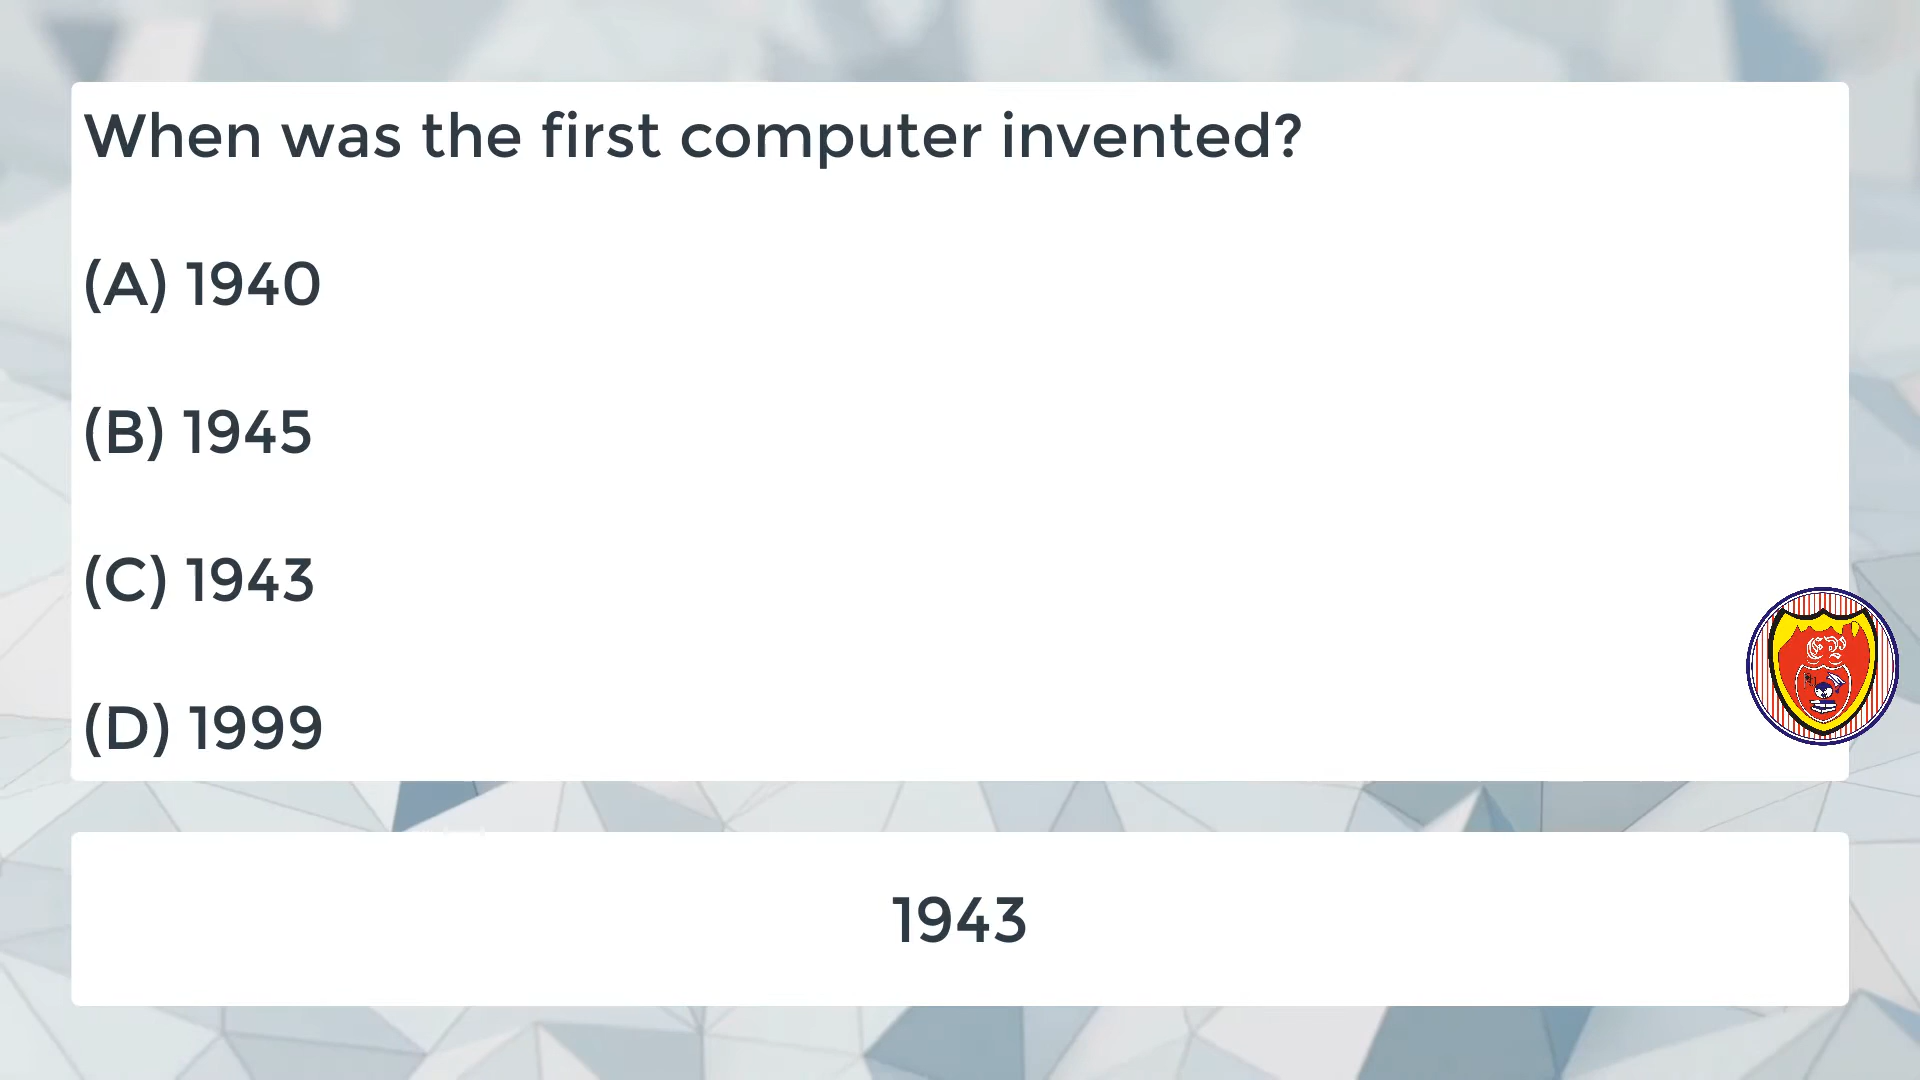 When was the first computer invented?
(A) 1940
(B) 1945
(C) 1943
(D) 1999
1943